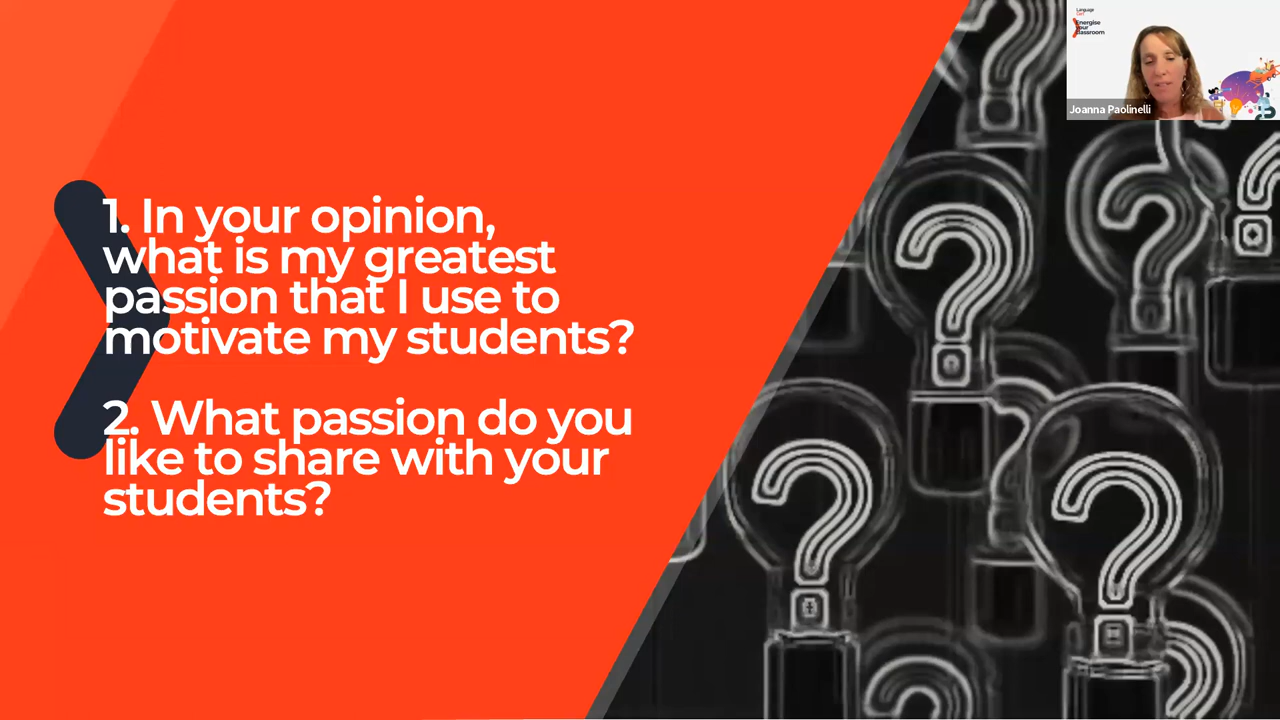 1. In your opinion,
what is my greatest
passion that I use to
motivate my students?
2. What passion do you
like to share with your
students?
Language
Energise
your
classroom
Joanna Paolinelli